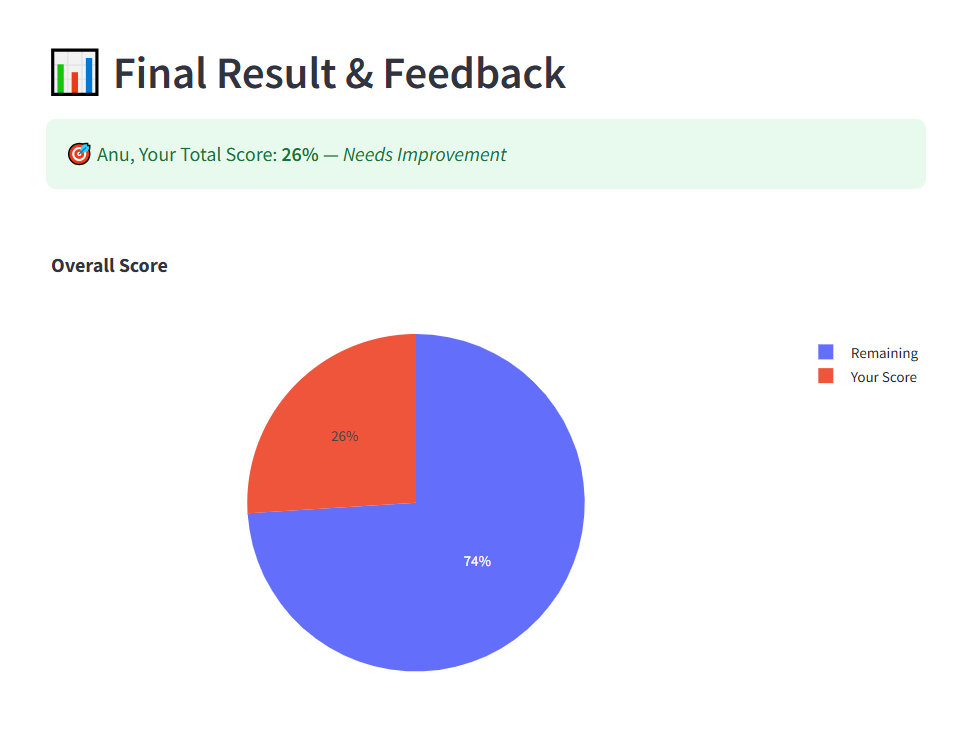 Final Result & Feedback
Anu, Your Total Score: 26% — Needs Improvement
Overall Score
Remaining
Your Score
26%
74%